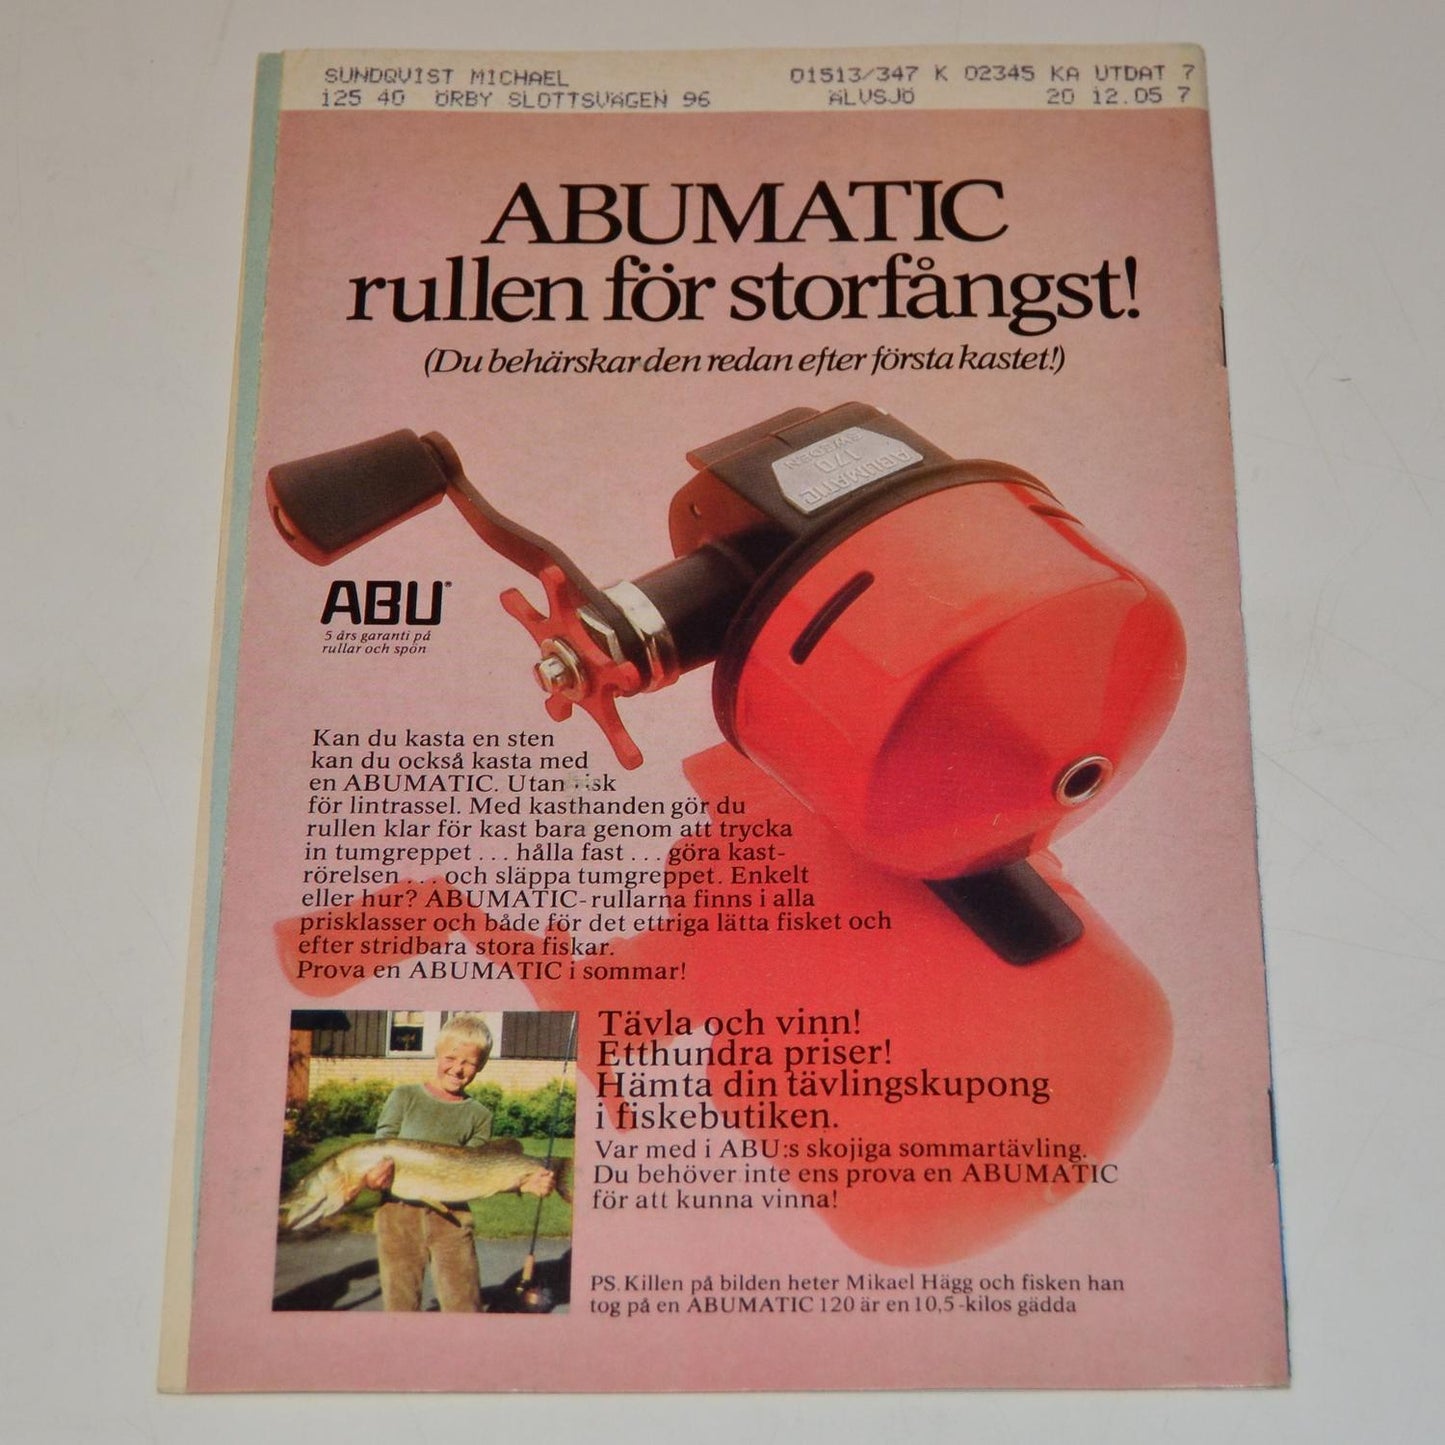 SUNDQVIST MICHAEL 01513/347 K 02345 KA UTDAT 7
125 40 ÖRBY SLOTTSVÄGEN 96 ÄLVSJÖ 20 12.05 7
ABUMATIC
rullen för storfångst!
(Du behärskar den redan efter första kastet!)
ABUMATIC
170
SWEDEN
ABU®
5 års garanti på
rullar och spön
Kan du kasta en sten
kan du också kasta med
en ABUMATIC. Utan risk
för lintrassel. Med kasthanden gör du
rullen klar för kast bara genom att trycka
in tumgreppet . . . hålla fast . . . göra kast-
rörelsen . . . och släppa tumgreppet. Enkelt
eller hur? ABUMATIC-rullarna finns i alla
prisklasser och både för det ettriga lätta fisket och
efter stridbara stora fiskar.
Prova en ABUMATIC i sommar!
Tävla och vinn!
Etthundra priser!
Hämta din tävlingskupong
i fiskebutiken.
Var med i ABU:s skojiga sommartävling.
Du behöver inte ens prova en ABUMATIC
för att kunna vinna!
PS. Killen på bilden heter Mikael Hägg och fisken han
tog på en ABUMATIC 120 är en 10,5-kilos gädda